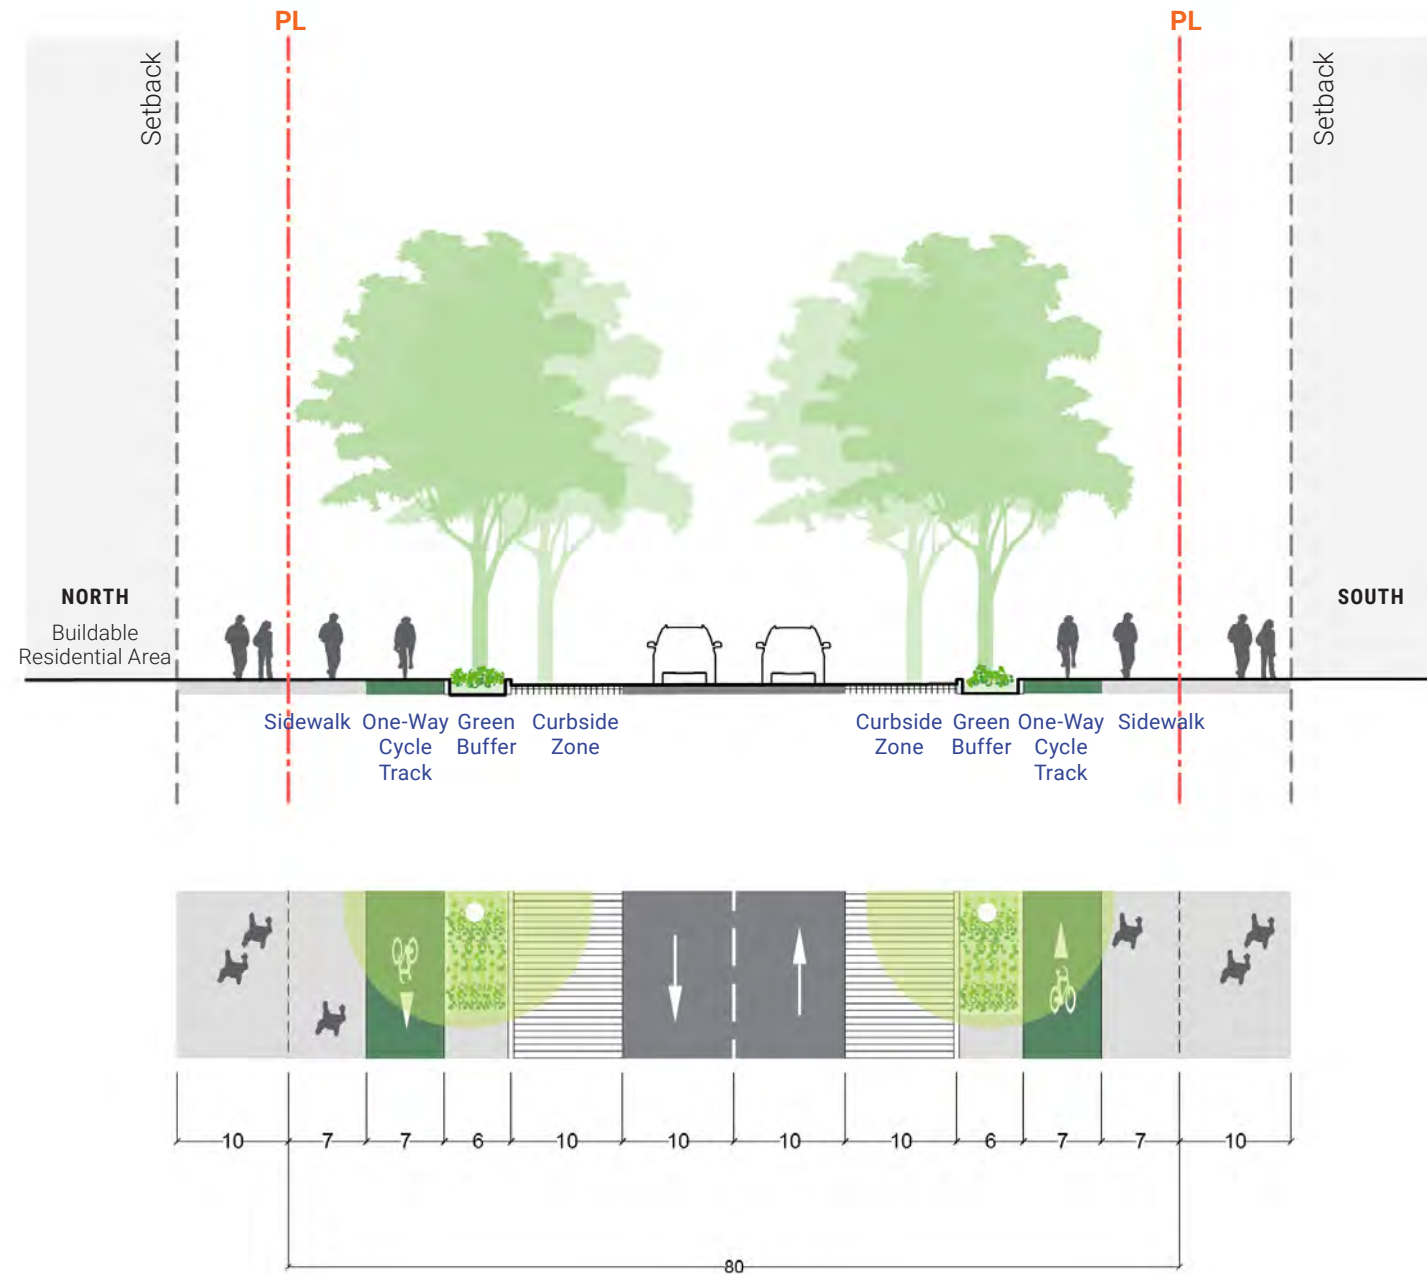 PL
PL
Setback
Setback
NORTH
SOUTH
Buildable
Residential Area
Sidewalk
One-Way
Cycle
Track
Green
Buffer
Curbside
Zone
Curbside
Zone
Green
Buffer
One-Way
Cycle
Track
Sidewalk
10 7 7 6 10 10 10 10 6 7 7 10
80